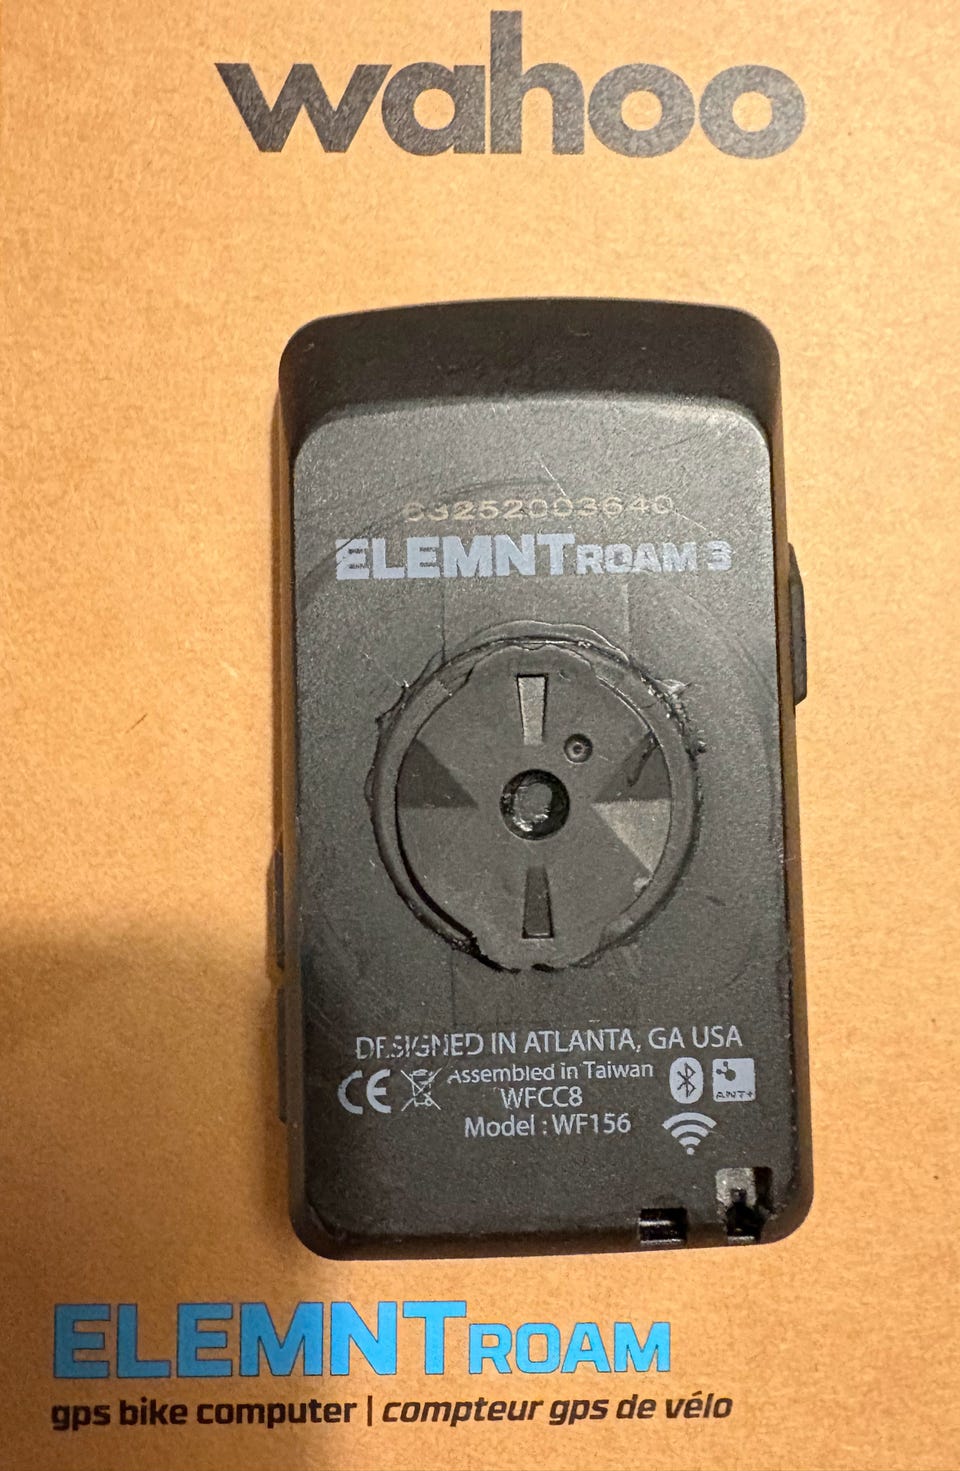 wahoo
63252003640
ELEMNT ROAM 3
DESIGNED IN ATLANTA, GA USA
CE Assembled in Taiwan
WFCC8
ANT+
Model : WF156
ELEMNT ROAM
gps bike computer | compteur gps de vélo